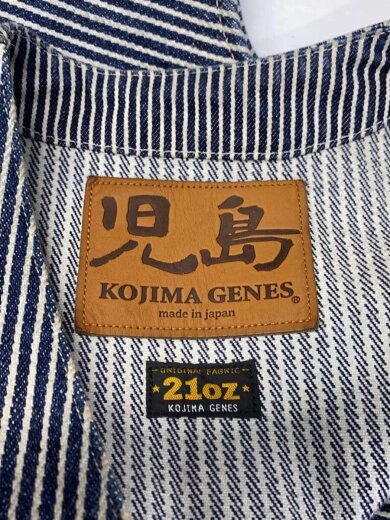 児島
KOJIMA GENES®
made in japan
ORIGINAL FABRIC
★21oz★
KOJIMA GENES